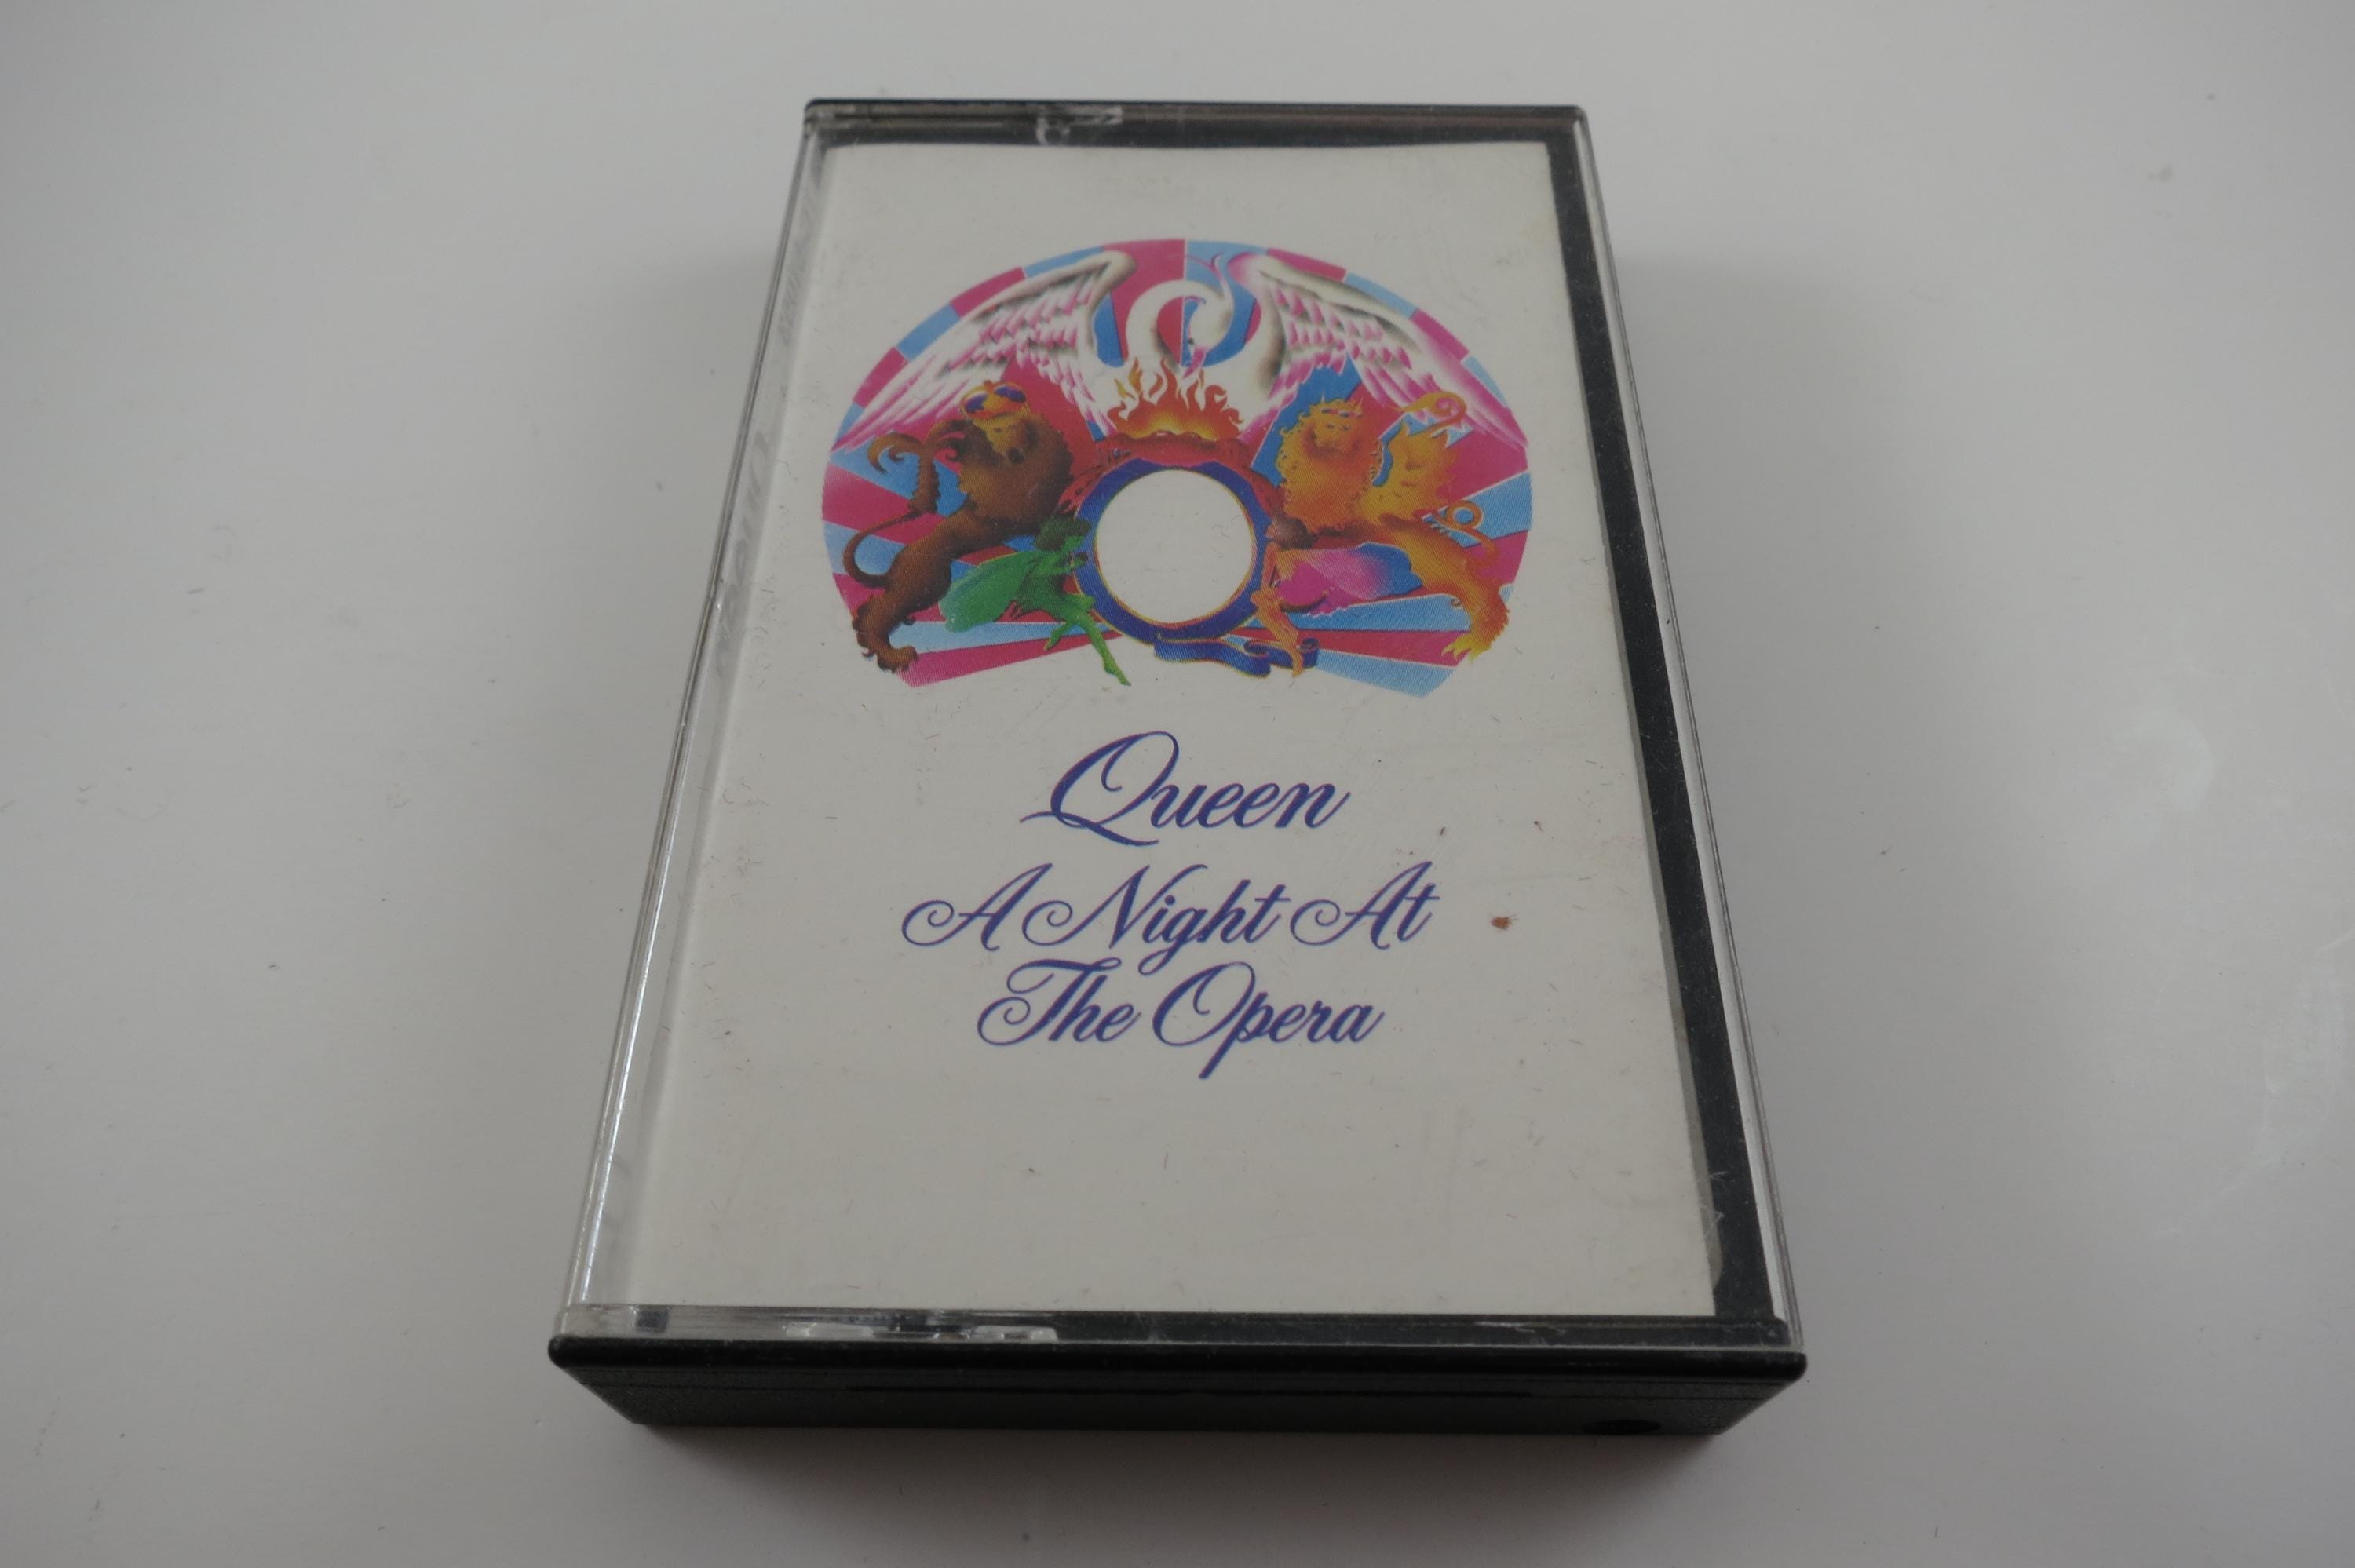 Queen
A Night At
The Opera